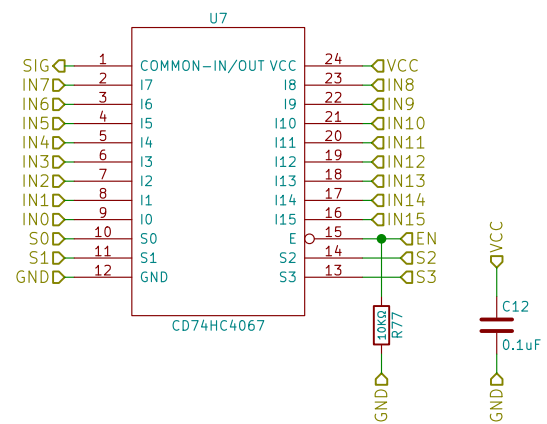 U7
SIG 1 COMMON-IN/OUT VCC 24 VCC
IN7 2 I7 I8 23 IN8
IN6 3 I6 I9 22 IN9
IN5 4 I5 I10 21 IN10
IN4 5 I4 I11 20 IN11
IN3 6 I3 I12 19 IN12
IN2 7 I2 I13 18 IN13
IN1 8 I1 I14 17 IN14
IN0 9 I0 I15 16 IN15
S0 10 S0 E 15 EN
S1 11 S1 S2 14 S2
GND 12 GND S3 13 S3
CD74HC4067
10KΩ
R77
GND
VCC
C12
0.1uF
GND